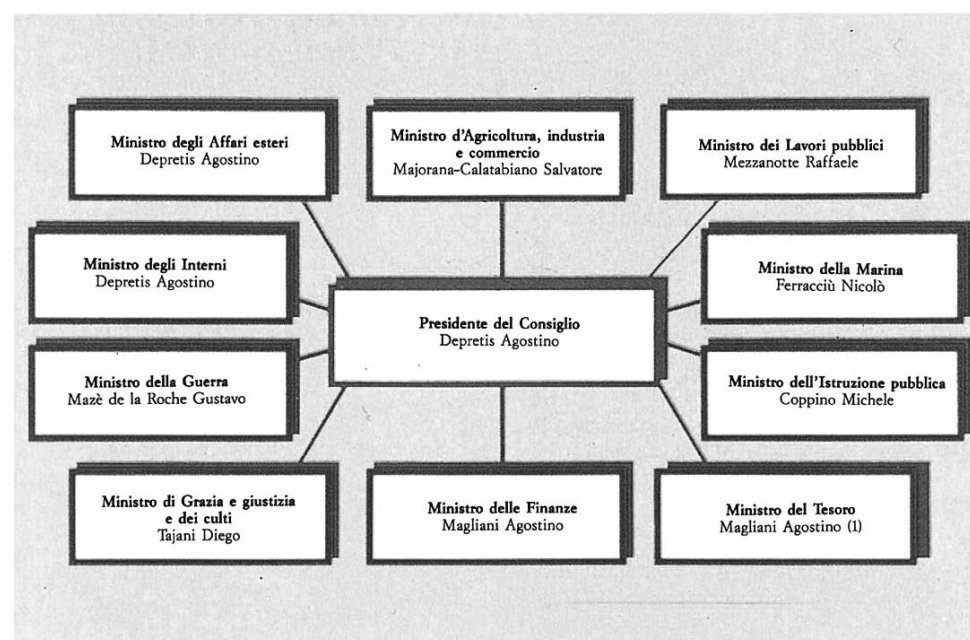 Ministro degli Affari esteri
Depretis Agostino
Ministro d'Agricoltura, industria
e commercio
Majorana-Calatabiano Salvatore
Ministro dei Lavori pubblici
Mezzanotte Raffaele
Ministro degli Interni
Depretis Agostino
Ministro della Marina
Ferracciù Nicolò
Presidente del Consiglio
Depretis Agostino
Ministro della Guerra
Mazè de la Roche Gustavo
Ministro dell'Istruzione pubblica
Coppino Michele
Ministro di Grazia e giustizia
e dei culti
Tajani Diego
Ministro delle Finanze
Magliani Agostino
Ministro del Tesoro
Magliani Agostino (1)